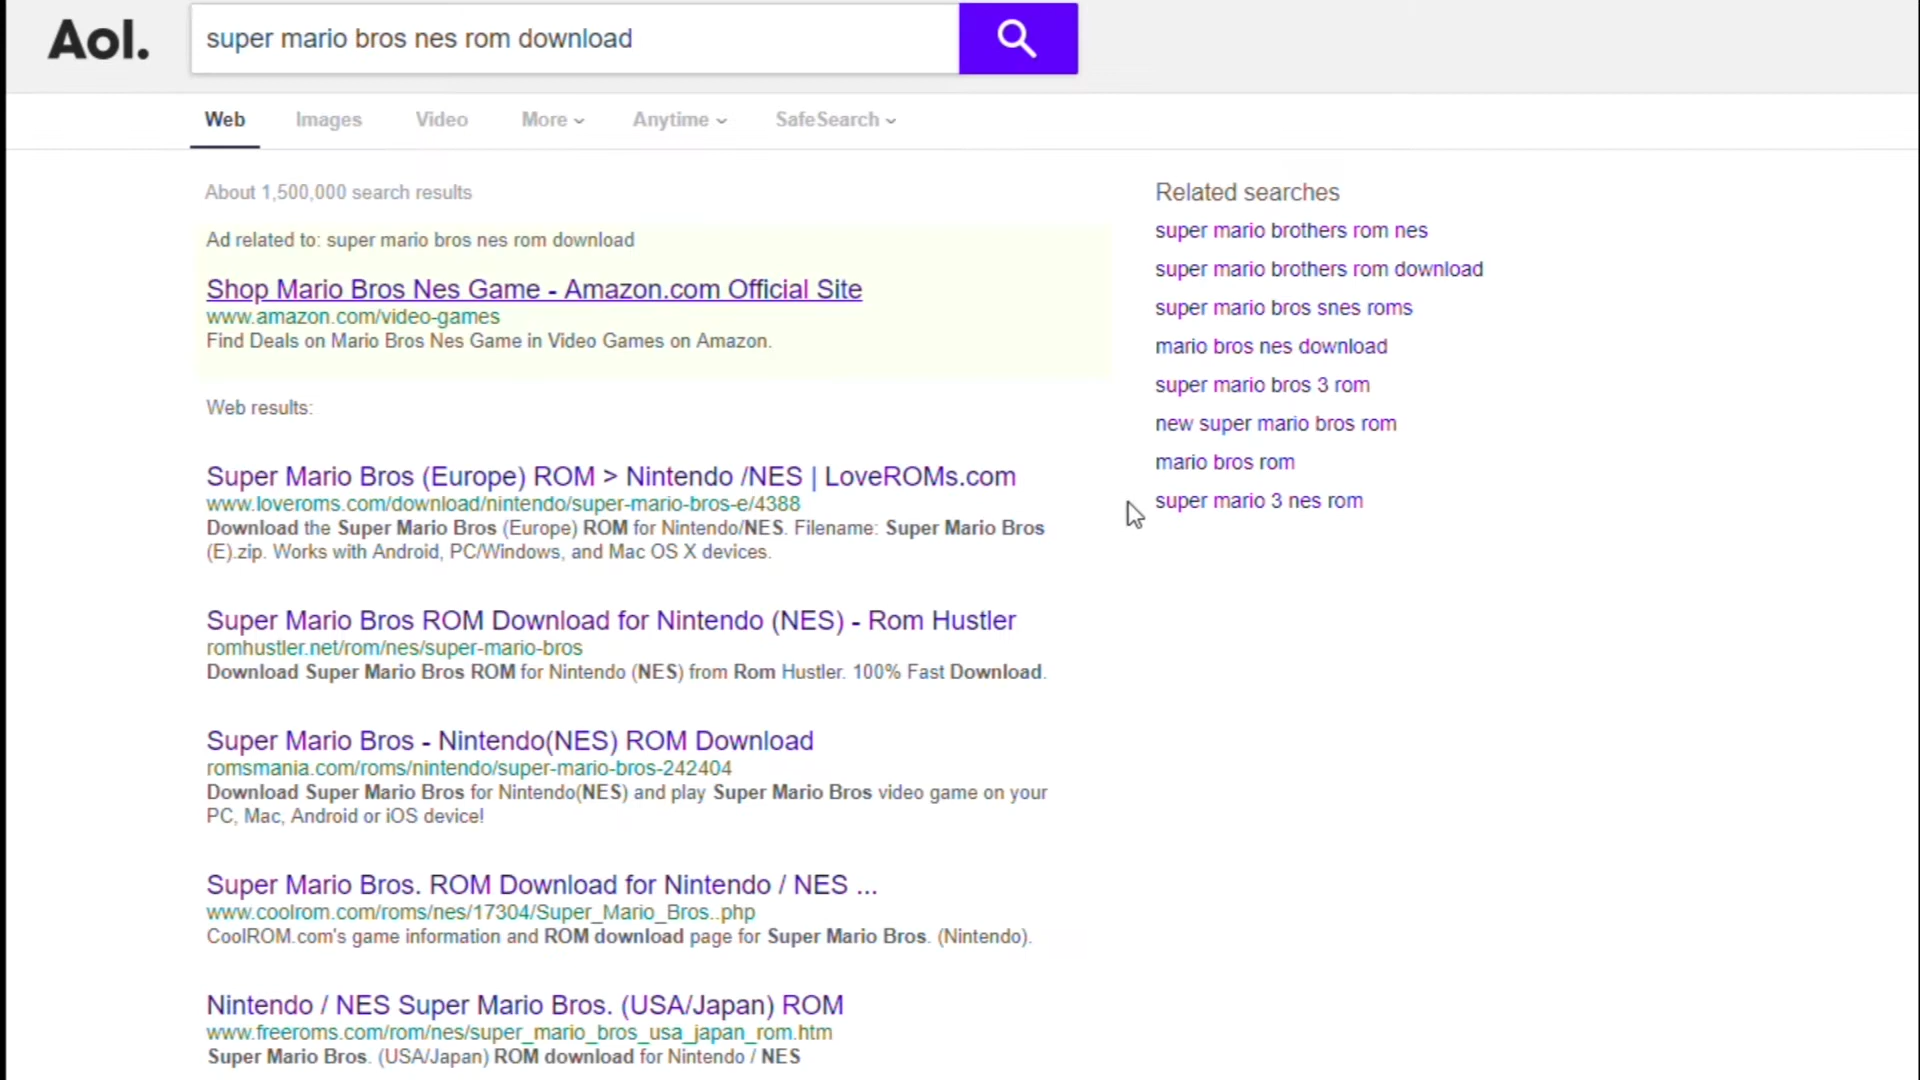 Aol.
super mario bros nes rom download
Web Images Video More Anytime SafeSearch
About 1,500,000 search results
Ad related to: super mario bros nes rom download
Shop Mario Bros Nes Game - Amazon.com Official Site
www.amazon.com/video-games
Find Deals on Mario Bros Nes Game in Video Games on Amazon.
Web results:
Super Mario Bros (Europe) ROM > Nintendo /NES | LoveROMs.com
www.loveroms.com/download/nintendo/super-mario-bros-e/4388
Download the Super Mario Bros (Europe) ROM for Nintendo/NES. Filename: Super Mario Bros
(E).zip. Works with Android, PC/Windows, and Mac OS X devices.
Super Mario Bros ROM Download for Nintendo (NES) - Rom Hustler
romhustler.net/rom/nes/super-mario-bros
Download Super Mario Bros ROM for Nintendo (NES) from Rom Hustler. 100% Fast Download.
Super Mario Bros - Nintendo(NES) ROM Download
romsmania.com/roms/nintendo/super-mario-bros-242404
Download Super Mario Bros for Nintendo(NES) and play Super Mario Bros video game on your
PC, Mac, Android or iOS device!
Super Mario Bros. ROM Download for Nintendo / NES ...
www.coolrom.com/roms/nes/17304/Super_Mario_Bros..php
CoolROM.com's game information and ROM download page for Super Mario Bros. (Nintendo).
Nintendo / NES Super Mario Bros. (USA/Japan) ROM
www.freeroms.com/rom/nes/super_mario_bros_usa_japan_rom.htm
Super Mario Bros. (USA/Japan) ROM download for Nintendo / NES
Related searches
super mario brothers rom nes
super mario brothers rom download
super mario bros snes roms
mario bros nes download
super mario bros 3 rom
new super mario bros rom
mario bros rom
super mario 3 nes rom